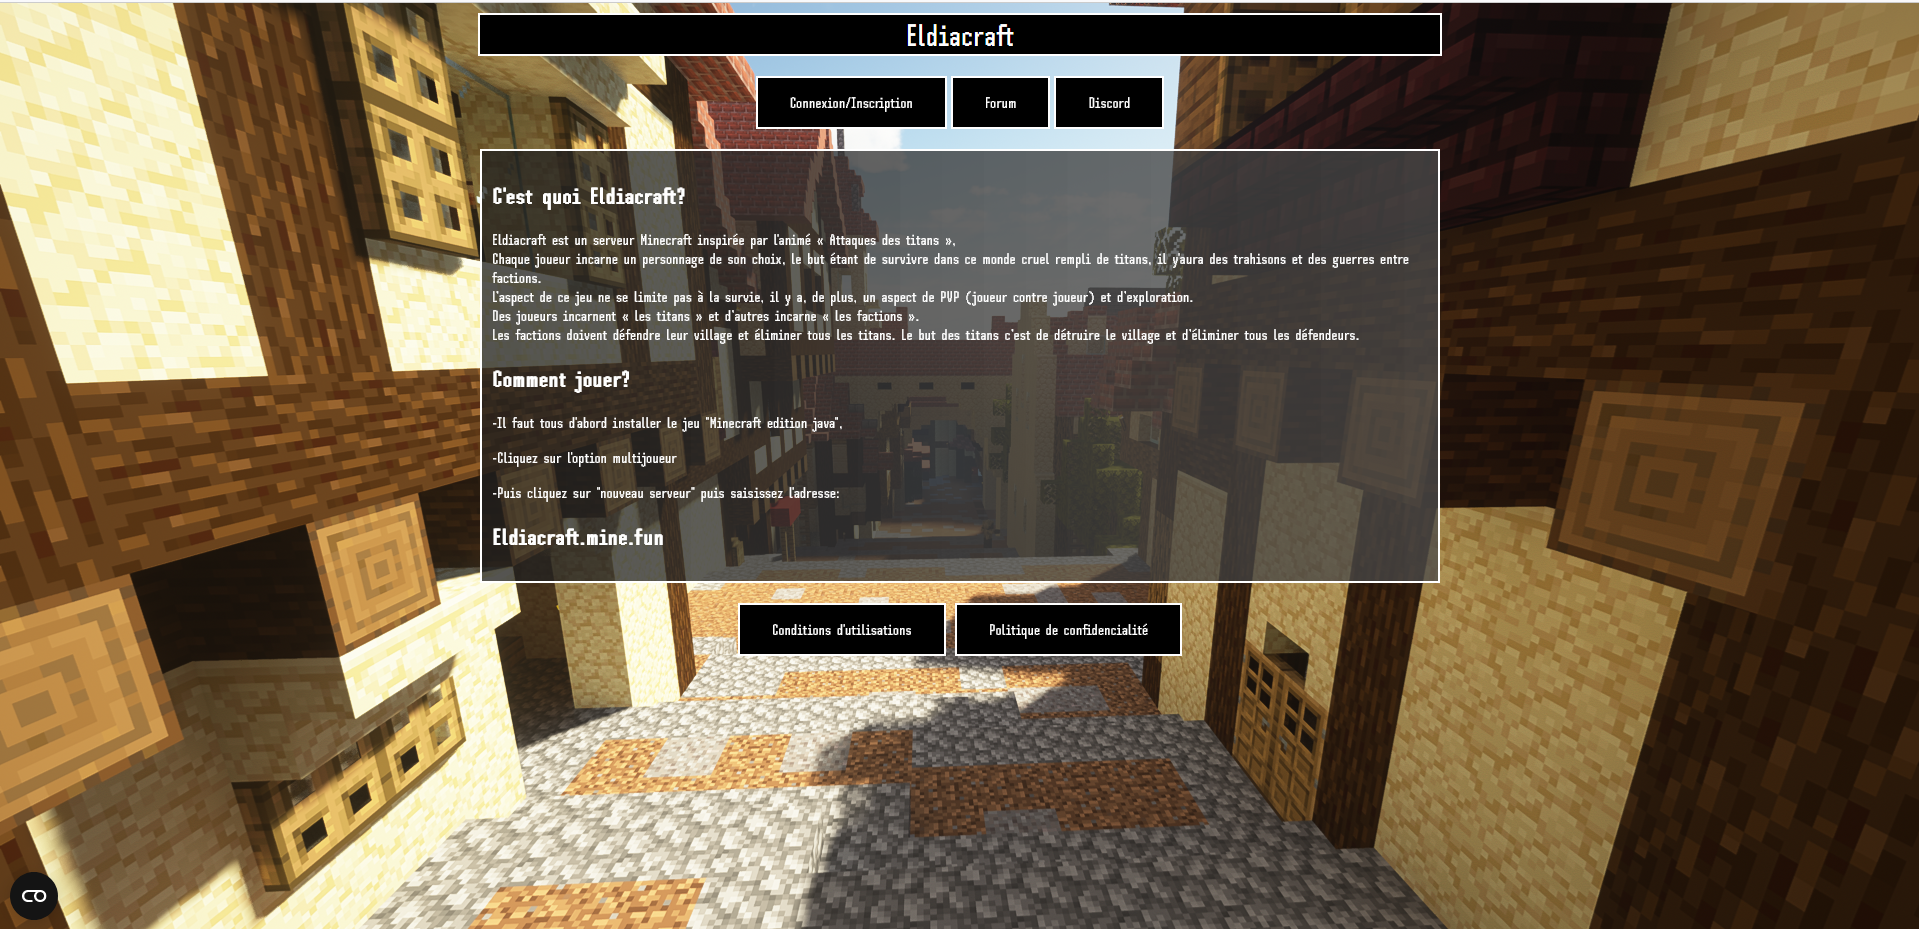 Eldiacraft
Connexion/Inscription
Forum
Discord
C'est quoi Eldiacraft?
Eldiacraft est un serveur Minecraft inspirée par l'animé « Attaques des titans »,
Chaque joueur incarne un personnage de son choix, le but étant de survivre dans ce monde cruel rempli de titans, il y'aura des trahisons et des guerres entre
factions.
L'aspect de ce jeu ne se limite pas à la survie, il y a, de plus, un aspect de PVP (joueur contre joueur) et d'exploration.
Des joueurs incarnent « les titans » et d'autres incarne « les factions ».
Les factions doivent défendre leur village et éliminer tous les titans. Le but des titans c'est de détruire le village et d'éliminer tous les défendeurs.
Comment jouer?
-Il faut tous d'abord installer le jeu "Minecraft edition java",
-Cliquez sur l'option multijoueur
-Puis cliquez sur "nouveau serveur" puis saisissez l'adresse:
Eldiacraft.mine.fun
Conditions d'utilisations
Politique de confidencialité